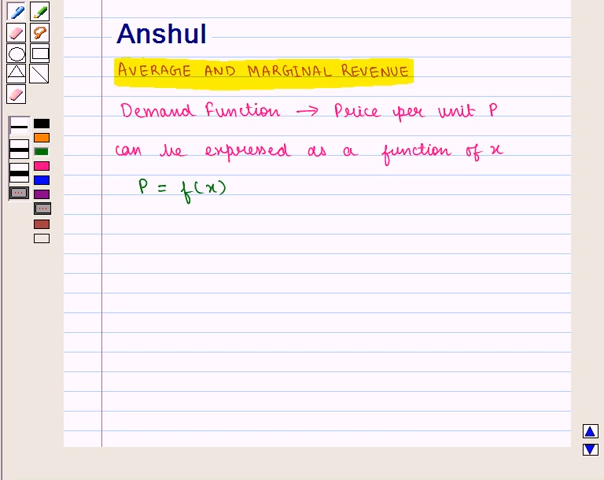 Anshul
AVERAGE AND MARGINAL REVENUE
Demand Function → Price per unit P
can be expressed as a function of x
P = f(x)